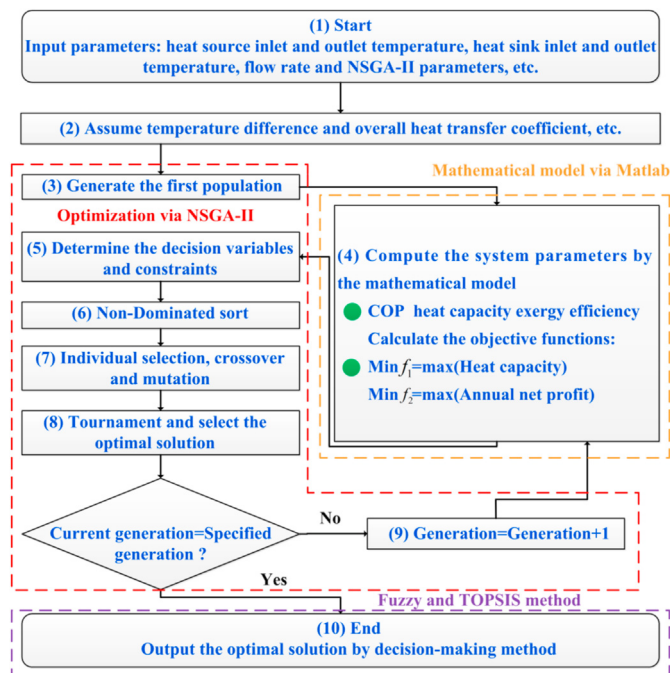 (1) Start
Input parameters: heat source inlet and outlet temperature, heat sink inlet and outlet
temperature, flow rate and NSGA-II parameters, etc.
(2) Assume temperature difference and overall heat transfer coefficient, etc.
Mathematical model via Matlab
(3) Generate the first population
Optimization via NSGA-II
(4) Compute the system parameters by
the mathematical model
COP heat capacity exergy efficiency
Calculate the objective functions:
Min f₁=max(Heat capacity)
Min f₂=max(Annual net profit)
(5) Determine the decision variables
and constraints
(6) Non-Dominated sort
(7) Individual selection, crossover
and mutation
(8) Tournament and select the
optimal solution
Current generation=Specified
generation ?
No
(9) Generation=Generation+1
Yes
Fuzzy and TOPSIS method
(10) End
Output the optimal solution by decision-making method